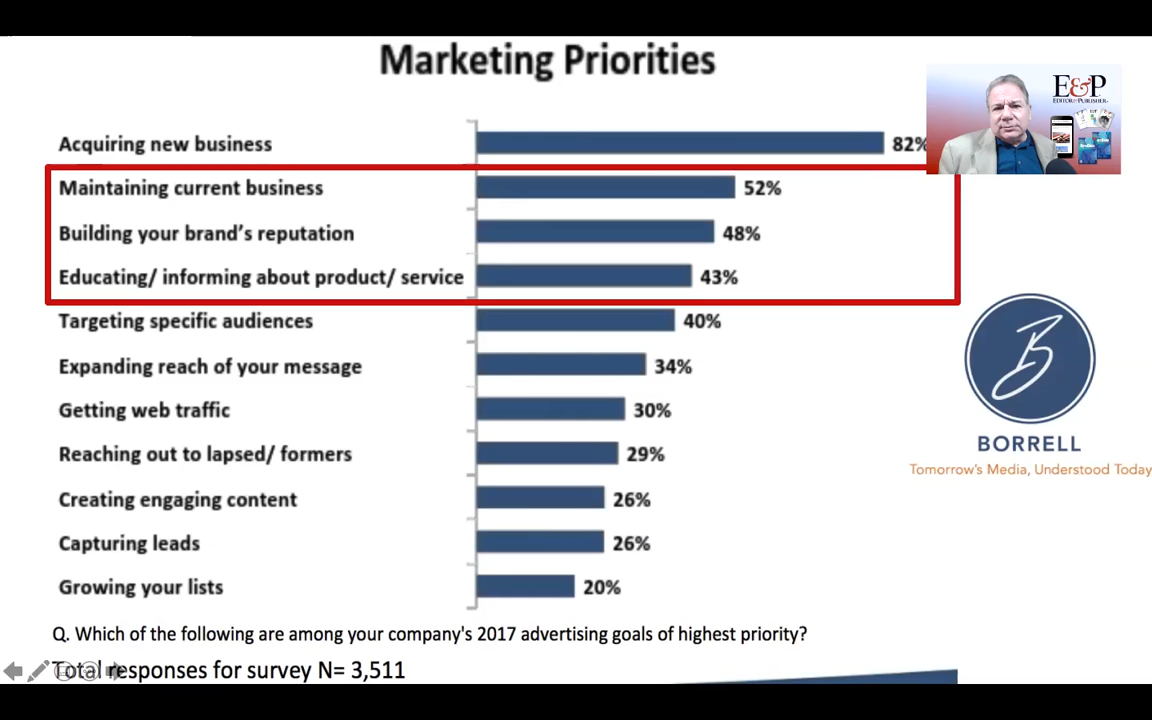 Marketing Priorities
E&P
EDITOR & PUBLISHER
Acquiring new business 82%
Maintaining current business 52%
Building your brand's reputation 48%
Educating/ informing about product/ service 43%
Targeting specific audiences 40%
Expanding reach of your message 34%
Getting web traffic 30%
Reaching out to lapsed/ formers 29%
Creating engaging content 26%
Capturing leads 26%
Growing your lists 20%
BORRELL
Tomorrow's Media, Understood Today
Q. Which of the following are among your company's 2017 advertising goals of highest priority?
Total responses for survey N= 3,511